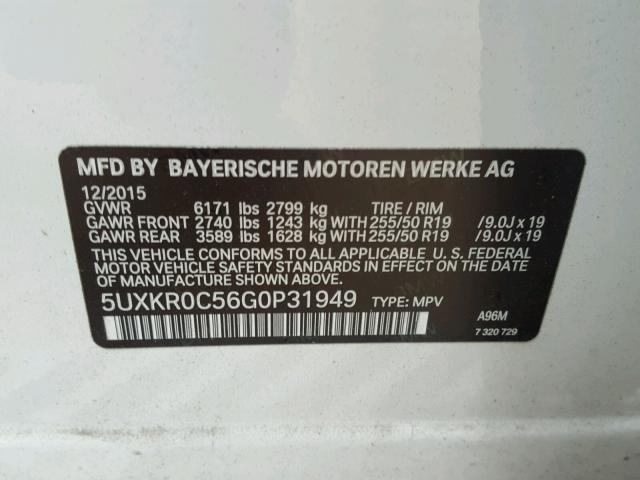 MFD BY BAYERISCHE MOTOREN WERKE AG
12/2015
GVWR 6171 lbs 2799 kg TIRE / RIM
GAWR FRONT 2740 lbs 1243 kg WITH 255/50 R19 /9.0J x 19
GAWR REAR 3589 lbs 1628 kg WITH 255/50 R19 /9.0J x 19
THIS VEHICLE CONFORMS TO ALL APPLICABLE U. S. FEDERAL
MOTOR VEHICLE SAFETY STANDARDS IN EFFECT ON THE DATE
OF MANUFACTURE SHOWN ABOVE.
5UXKR0C56G0P31949 TYPE: MPV
A96M
7 320 729